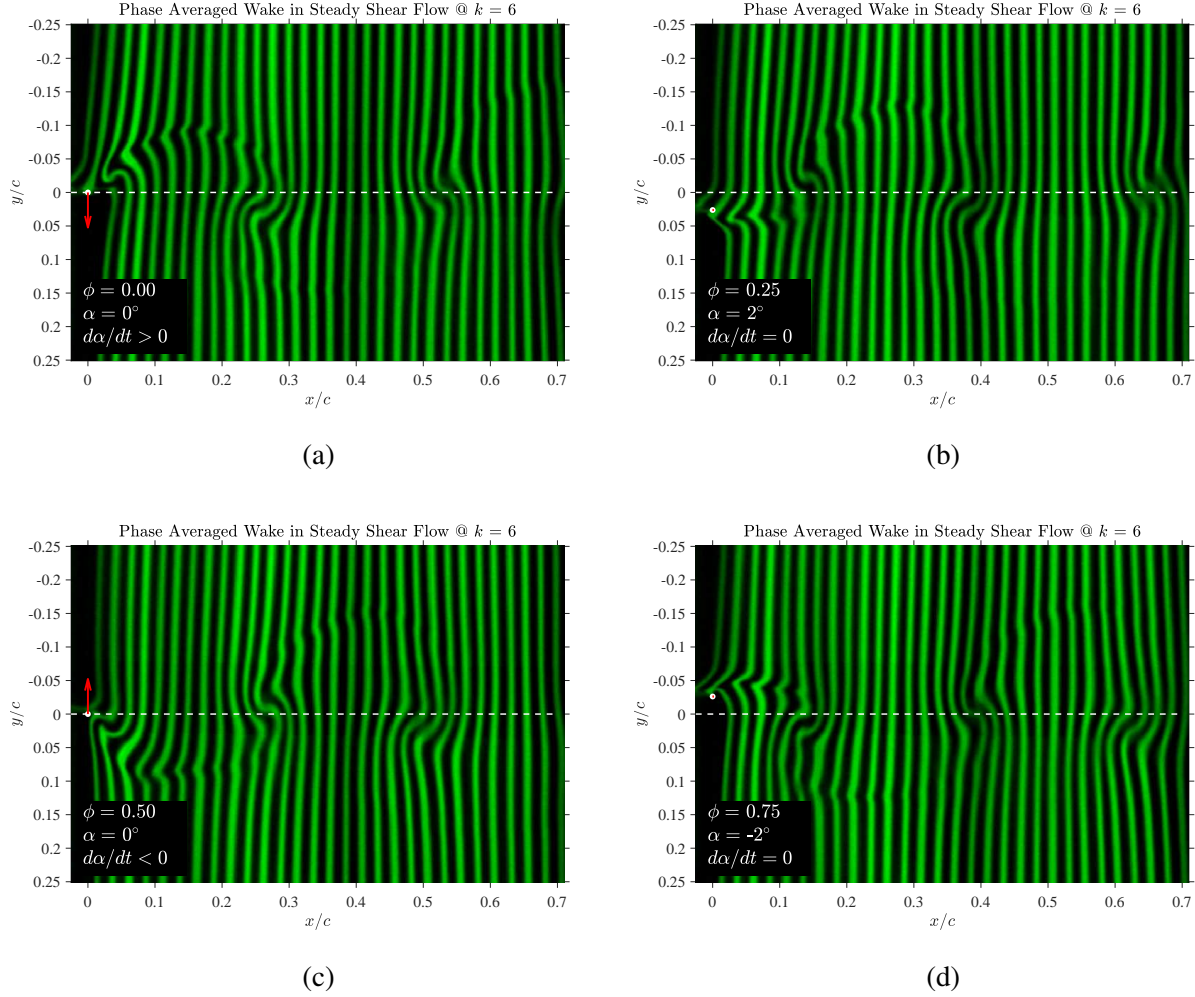 Phase Averaged Wake in Steady Shear Flow @ k = 6
-0.25
-0.2
-0.15
-0.1
-0.05
0
0.05
0.1
0.15
0.2
0.25
y/c
ϕ = 0.00
α = 0°
dα/dt > 0
0 0.1 0.2 0.3 0.4 0.5 0.6 0.7
x/c
(a)
Phase Averaged Wake in Steady Shear Flow @ k = 6
-0.25
-0.2
-0.15
-0.1
-0.05
0
0.05
0.1
0.15
0.2
0.25
y/c
ϕ = 0.25
α = 2°
dα/dt = 0
0 0.1 0.2 0.3 0.4 0.5 0.6 0.7
x/c
(b)
Phase Averaged Wake in Steady Shear Flow @ k = 6
-0.25
-0.2
-0.15
-0.1
-0.05
0
0.05
0.1
0.15
0.2
0.25
y/c
ϕ = 0.50
α = 0°
dα/dt < 0
0 0.1 0.2 0.3 0.4 0.5 0.6 0.7
x/c
(c)
Phase Averaged Wake in Steady Shear Flow @ k = 6
-0.25
-0.2
-0.15
-0.1
-0.05
0
0.05
0.1
0.15
0.2
0.25
y/c
ϕ = 0.75
α = -2°
dα/dt = 0
0 0.1 0.2 0.3 0.4 0.5 0.6 0.7
x/c
(d)